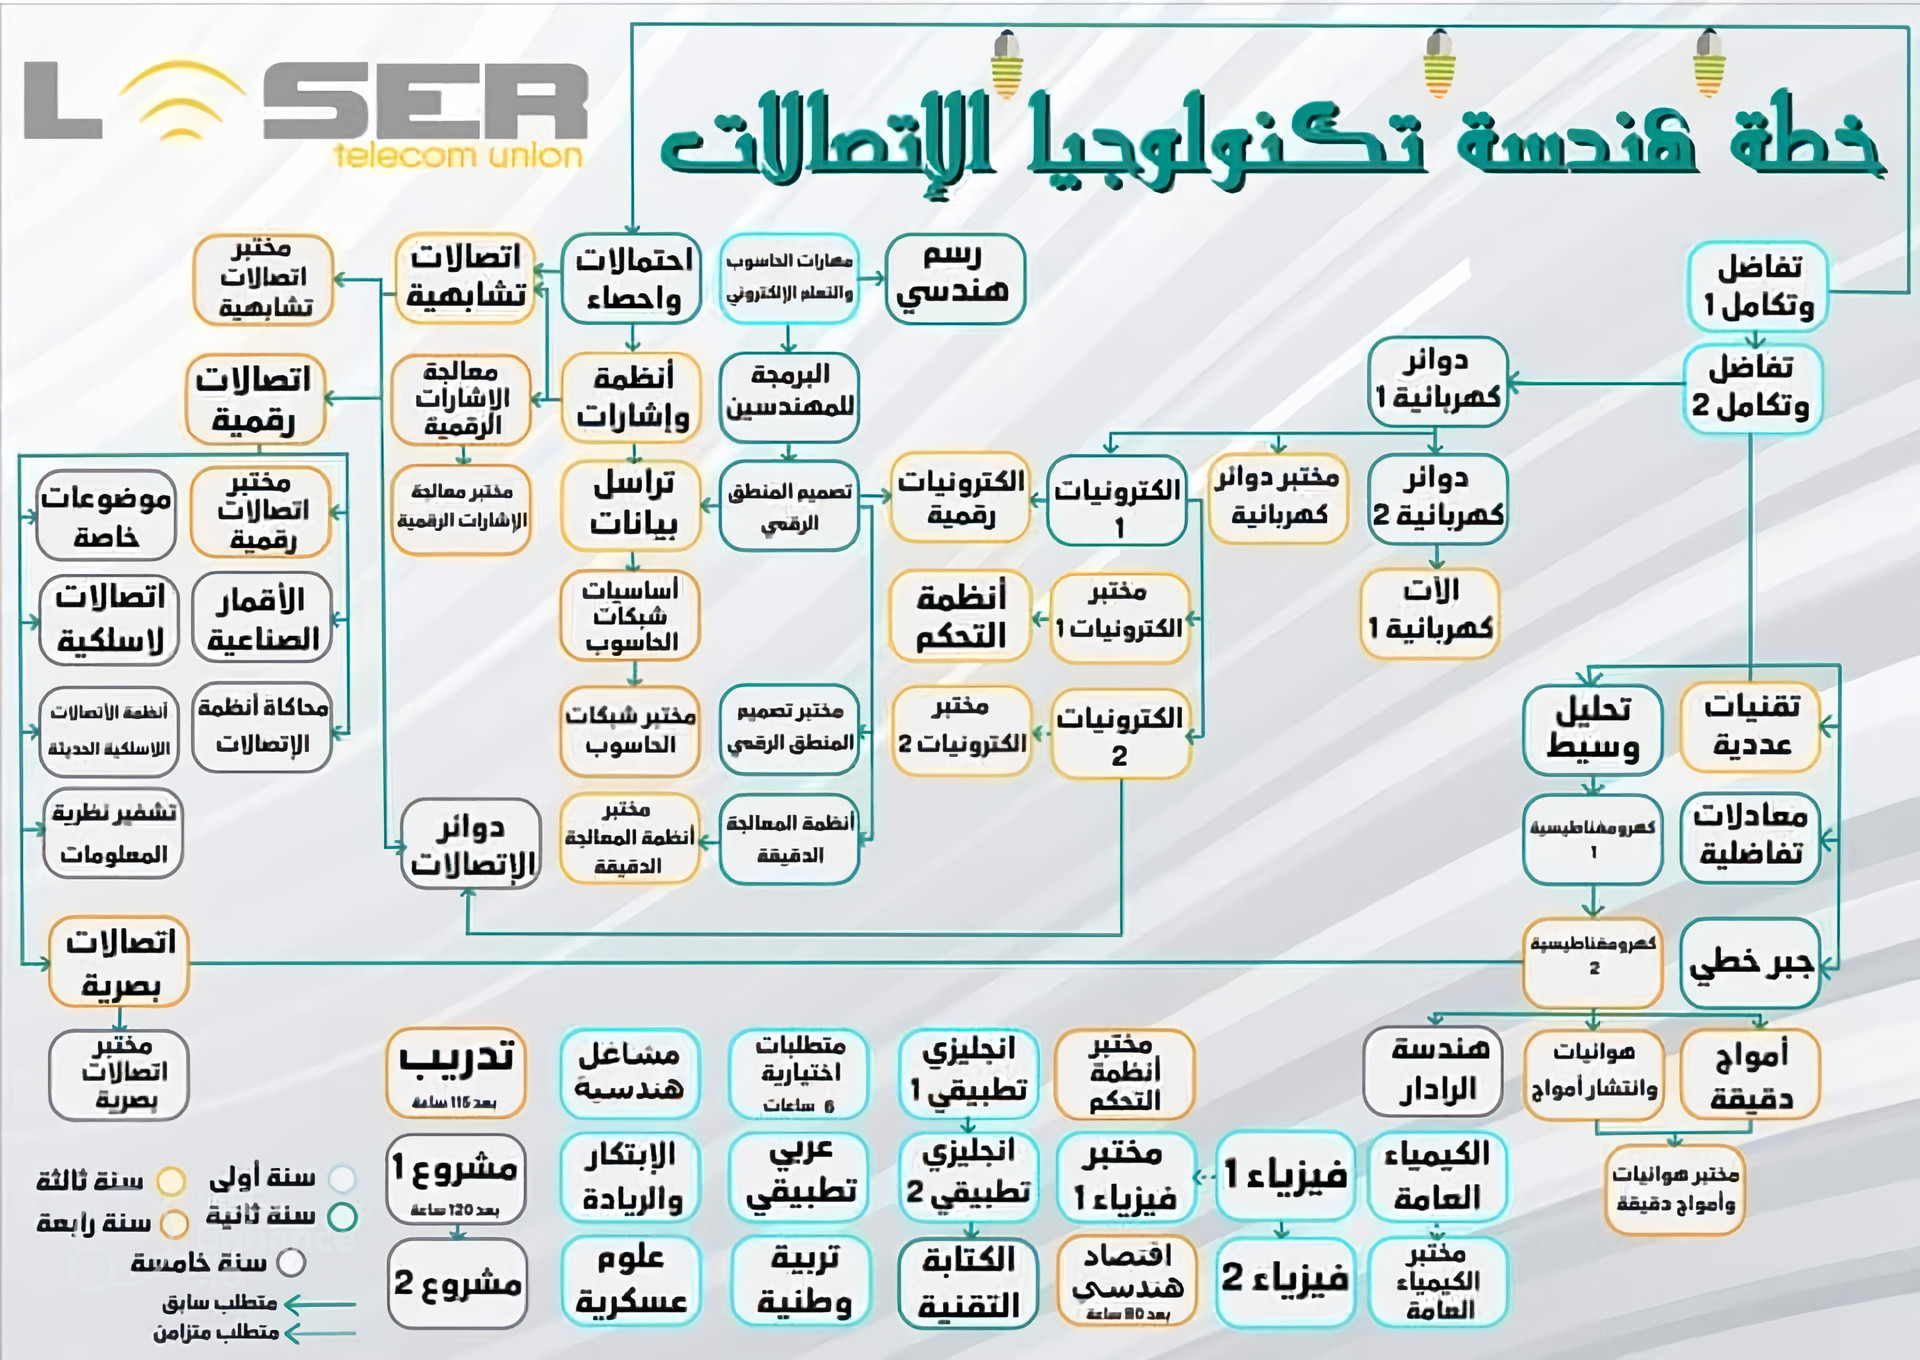 LOSER
telecom union
خطة هندسة تكنولوجيا الإتصالات
تفاضل
وتكامل 1
تفاضل
وتكامل 2
رسم
هندسي
مهارات الحاسوب
والتعلم الإلكتروني
احتمالات
واحصاء
اتصالات
تشابهية
مختبر
اتصالات
تشابهية
دوائر
كهربائية 1
البرمجة
للمهندسين
أنظمة
وإشارات
معالجة
الإشارات
الرقمية
اتصالات
رقمية
دوائر
كهربائية 2
مختبر دوائر
كهربائية
الكترونيات
1
الكترونيات
رقمية
تصميم المنطق
الرقمي
تراسل
بيانات
مختبر معالجة
الإشارات الرقمية
مختبر
اتصالات
رقمية
موضوعات
خاصة
الآت
كهربائية 1
مختبر
الكترونيات 1
أنظمة
التحكم
أساسيات
شبكات
الحاسوب
الأقمار
الصناعية
اتصالات
لاسلكية
تقنيات
عددية
تحليل
وسيط
الكترونيات
2
مختبر
الكترونيات 2
مختبر تصميم
المنطق الرقمي
مختبر شبكات
الحاسوب
محاكاة أنظمة
الإتصالات
أنظمة الأتصالات
اللاسلكية الحديثة
معادلات
تفاضلية
كهرومغناطيسية
1
أنظمة المعالجة
الدقيقة
مختبر
أنظمة المعالجة
الدقيقة
دوائر
الإتصالات
تشفير نظرية
المعلومات
جبر خطي
كهرومغناطيسية
2
اتصالات
بصرية
أمواج
دقيقة
هوائيات
وانتشار أمواج
هندسة
الرادار
مختبر
أنظمة
التحكم
انجليزي
تطبيقي 1
متطلبات
اختيارية
6 ساعات
مشاغل
هندسية
تدريب
بعد 115 ساعة
مختبر
اتصالات
بصرية
مختبر هوائيات
وأمواج دقيقة
الكيمياء
العامة
فيزياء 1
مختبر
فيزياء 1
انجليزي
تطبيقي 2
عربي
تطبيقي
الإبتكار
والريادة
مشروع 1
بعد 120 ساعة
مختبر
الكيمياء
العامة
فيزياء 2
اقتصاد
هندسي
بعد 80 ساعة
الكتابة
التقنية
تربية
وطنية
علوم
عسكرية
مشروع 2
سنة أولى
سنة ثالثة
سنة ثانية
سنة رابعة
سنة خامسة
متطلب سابق
متطلب متزامن